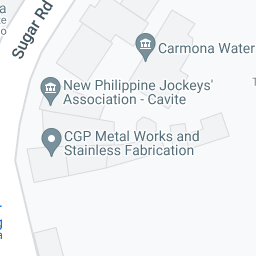 Sugar Rd
Carmona Water
New Philippine Jockeys'
Association - Cavite
CGP Metal Works and
Stainless Fabrication